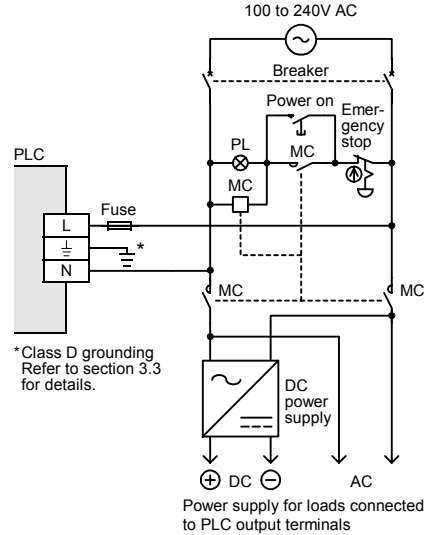 100 to 240V AC
Breaker
Power on
Emer-
gency
stop
PL
MC
MC
PLC
Fuse
L
*
N
MC
MC
*Class D grounding
Refer to section 3.3
for details.
DC
power
supply
+ DC −
AC
Power supply for loads connected
to PLC output terminals